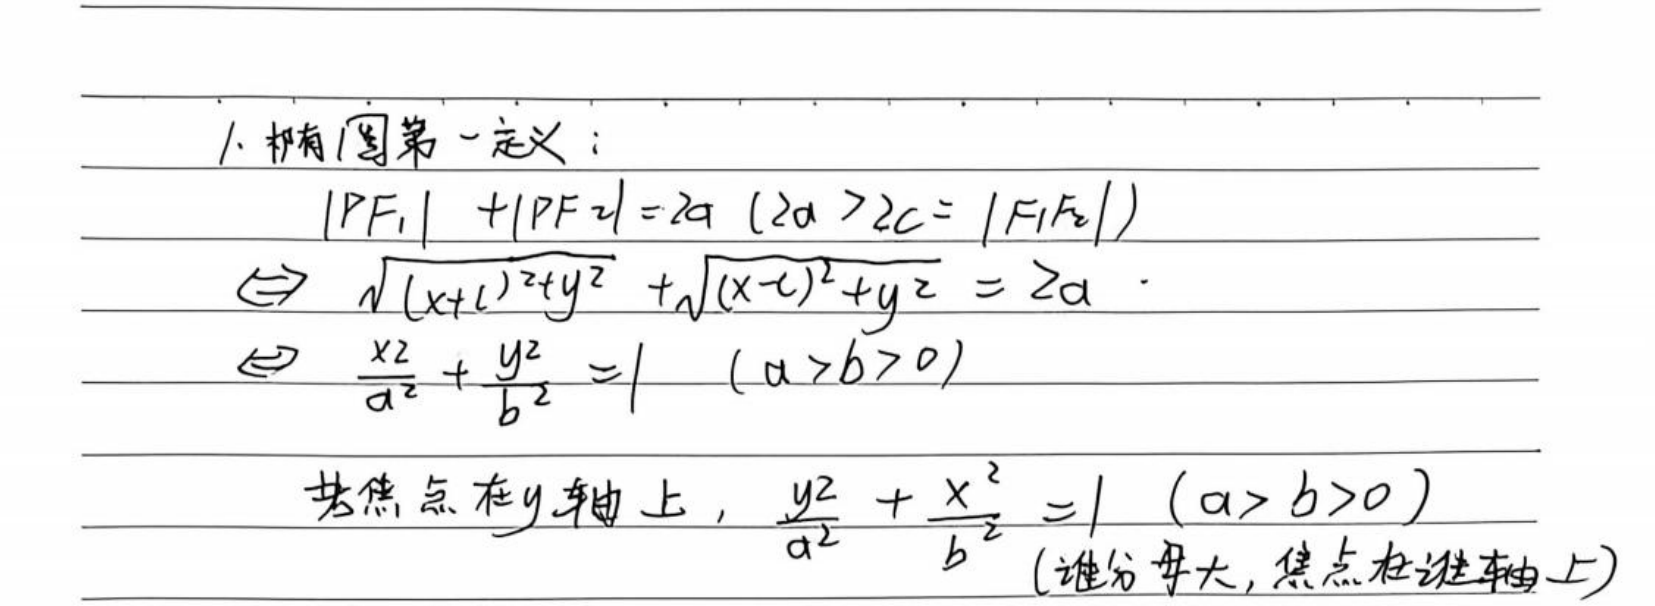 1. 椭圆第一定义：
|PF₁| + |PF₂| = 2a (2a > 2c = |F₁F₂|)
⇔ √((x+c)²+y²) + √((x-c)²+y²) = 2a .
⇔ x²/a² + y²/b² = 1 (a > b > 0)
若焦点在y轴上, y²/a² + x²/b² = 1 (a > b > 0)
(谁分母大, 焦点在谁轴上)